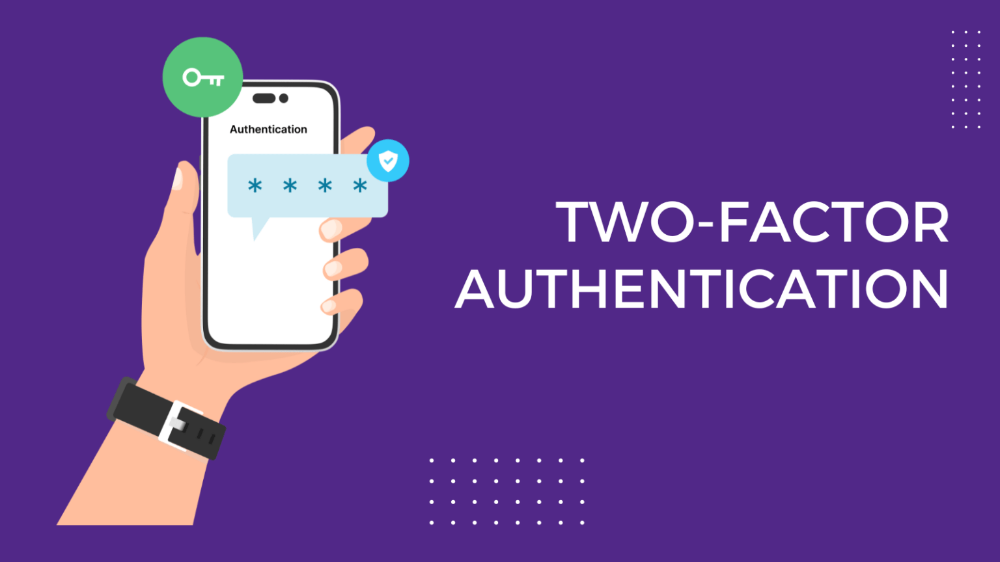 Authentication
* * * *
TWO-FACTOR
AUTHENTICATION